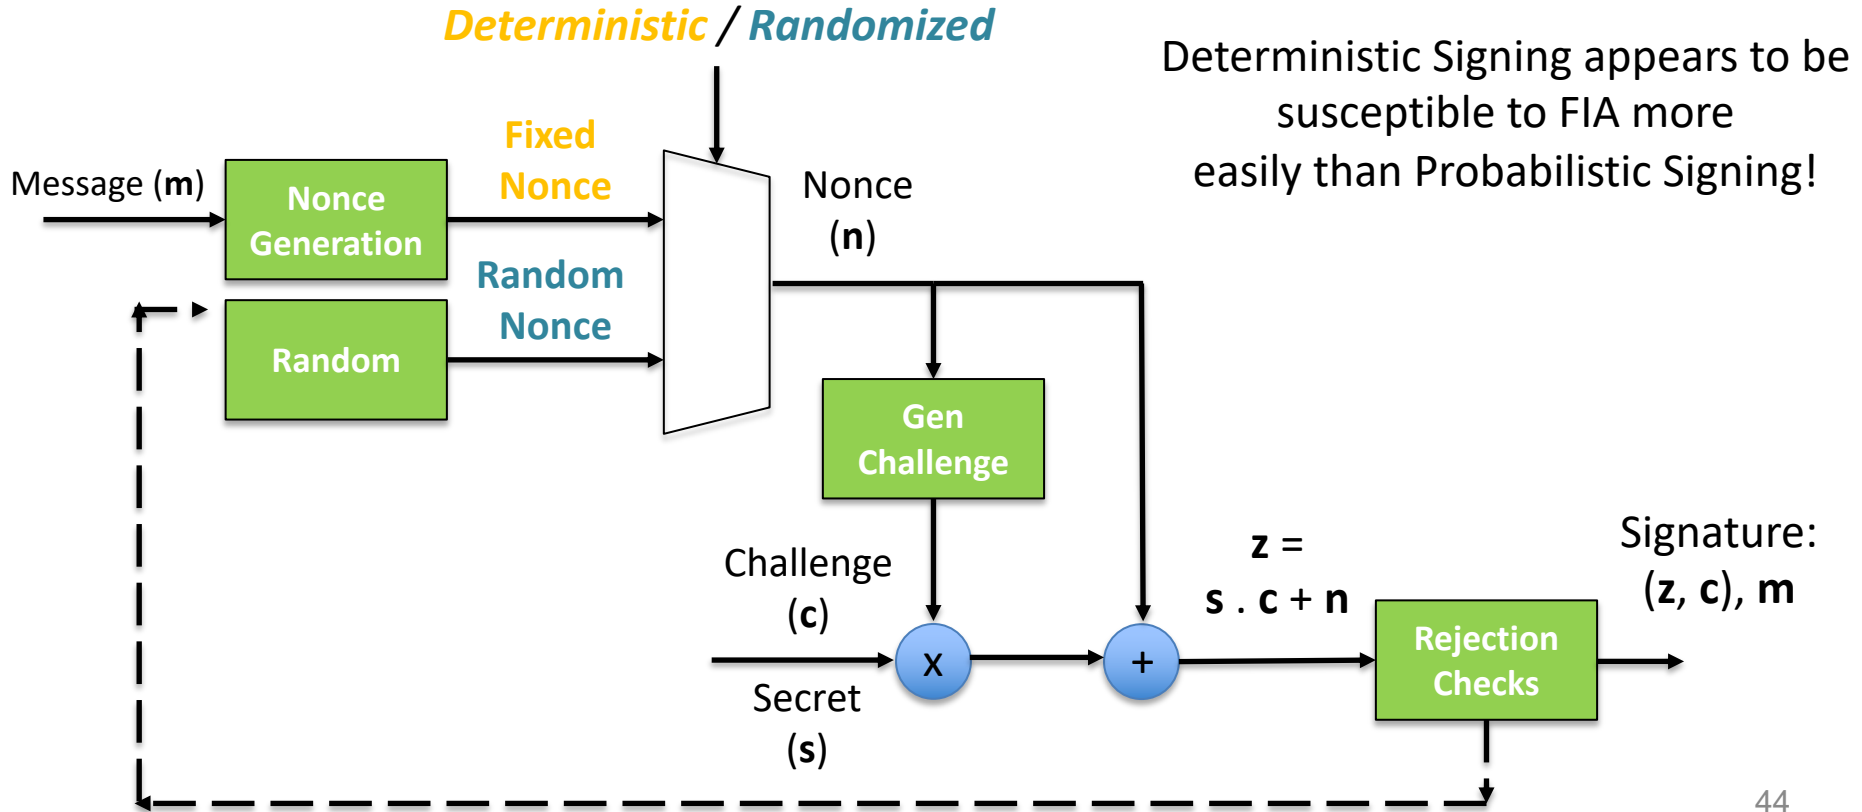 Deterministic / Randomized
Deterministic Signing appears to be
susceptible to FIA more
easily than Probabilistic Signing!
Message (m)
Nonce
Generation
Fixed
Nonce
Nonce
(n)
Random
Random
Nonce
Gen
Challenge
Challenge
(c)
Secret
(s)
x
+
z =
s . c + n
Rejection
Checks
Signature:
(z, c), m
44